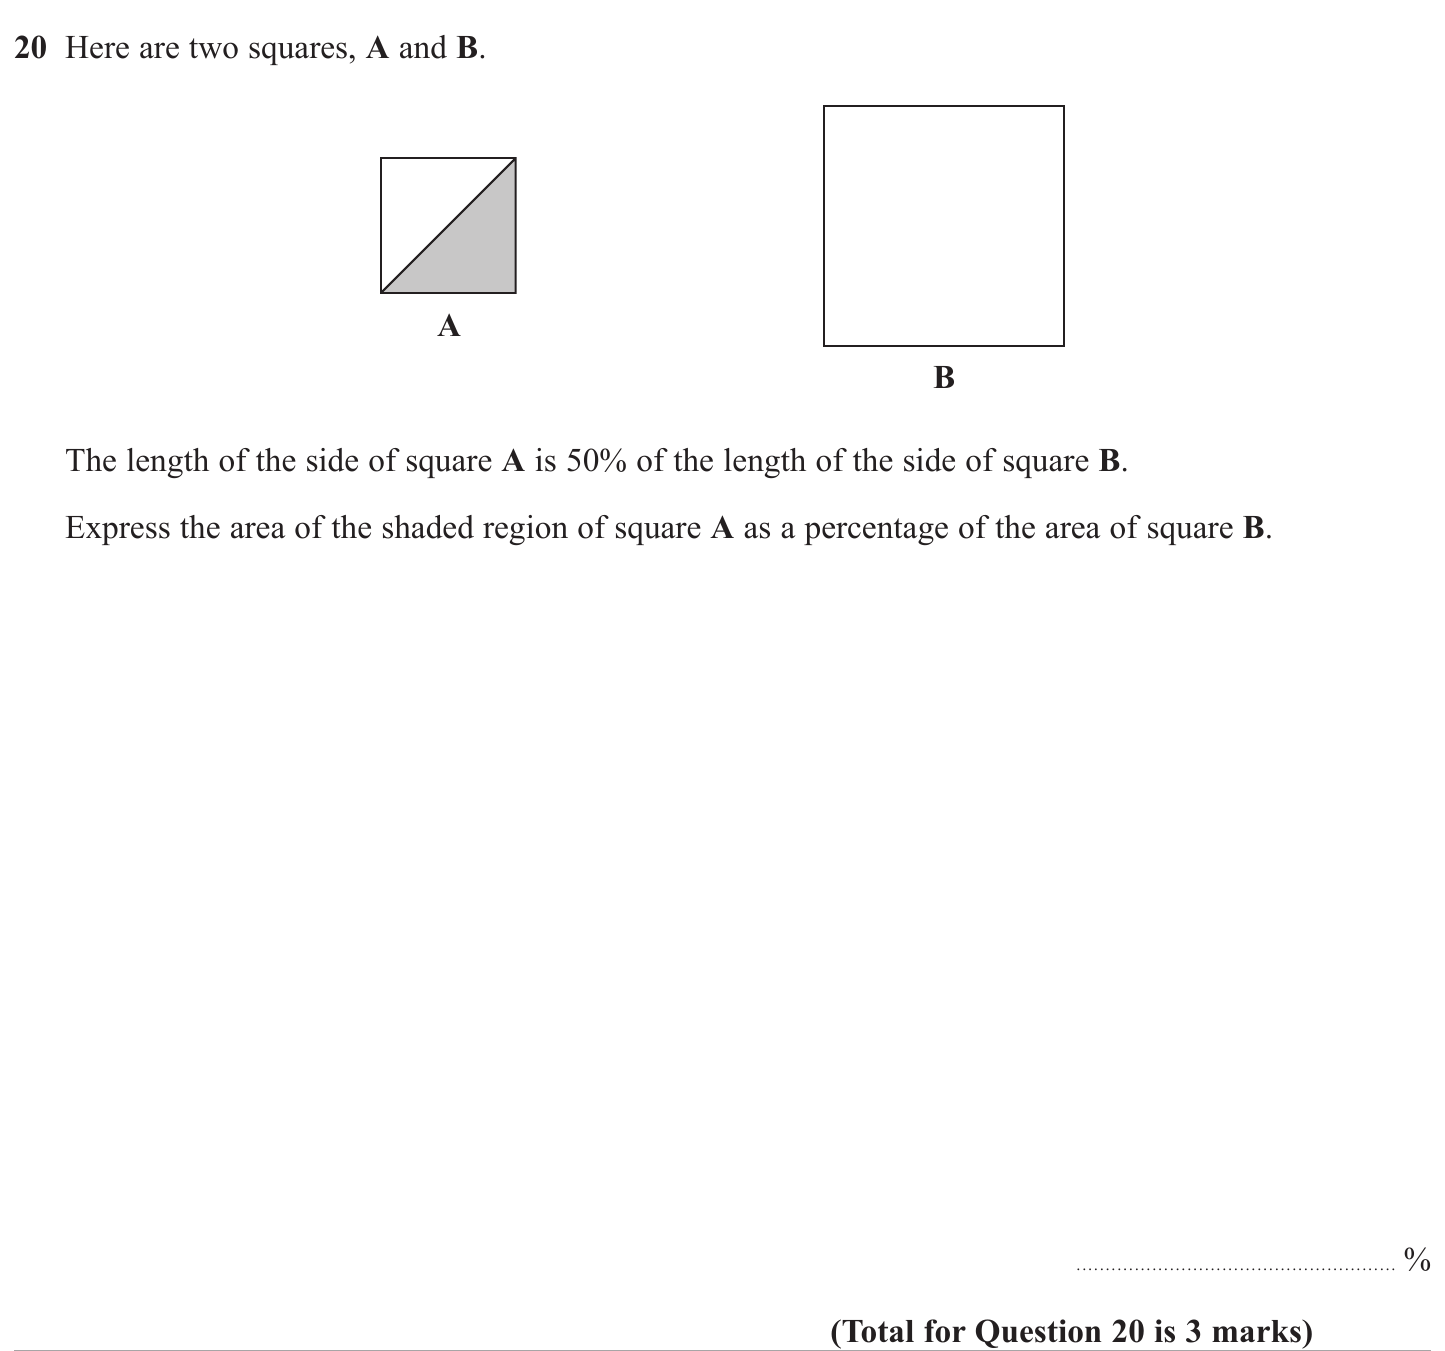 20 Here are two squares, A and B.
A
B
The length of the side of square A is 50% of the length of the side of square B.
Express the area of the shaded region of square A as a percentage of the area of square B.
...................................................... %
(Total for Question 20 is 3 marks)